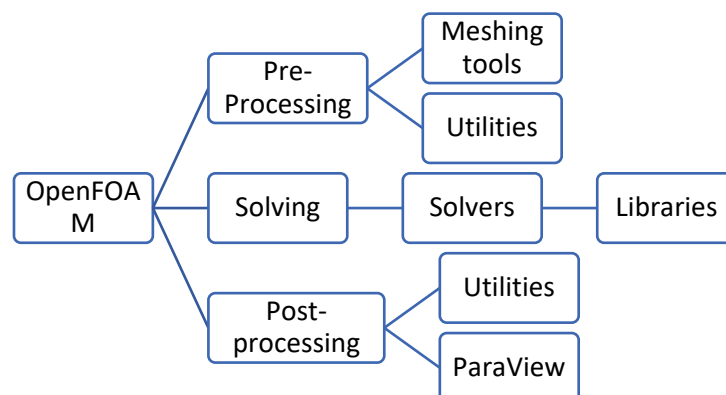 Meshing
tools
Pre-
Processing
Utilities
OpenFOA
M
Solving
Solvers
Libraries
Utilities
Post-
processing
ParaView